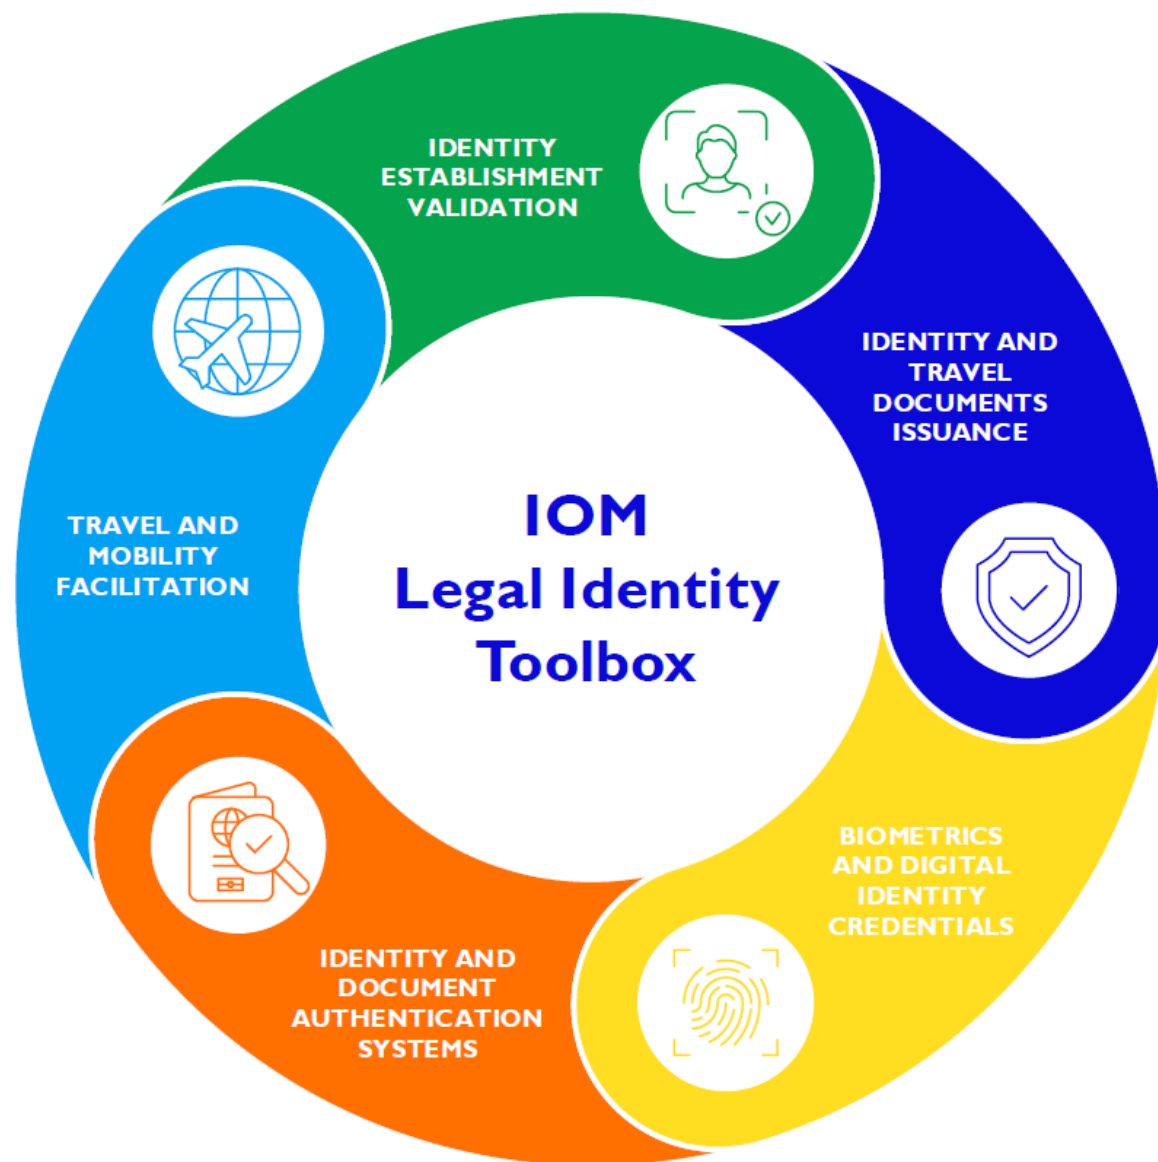 IDENTITY
ESTABLISHMENT
VALIDATION
IDENTITY AND
TRAVEL
DOCUMENTS
ISSUANCE
BIOMETRICS
AND DIGITAL
IDENTITY
CREDENTIALS
IDENTITY AND
DOCUMENT
AUTHENTICATION
SYSTEMS
TRAVEL AND
MOBILITY
FACILITATION
IOM
Legal Identity
Toolbox